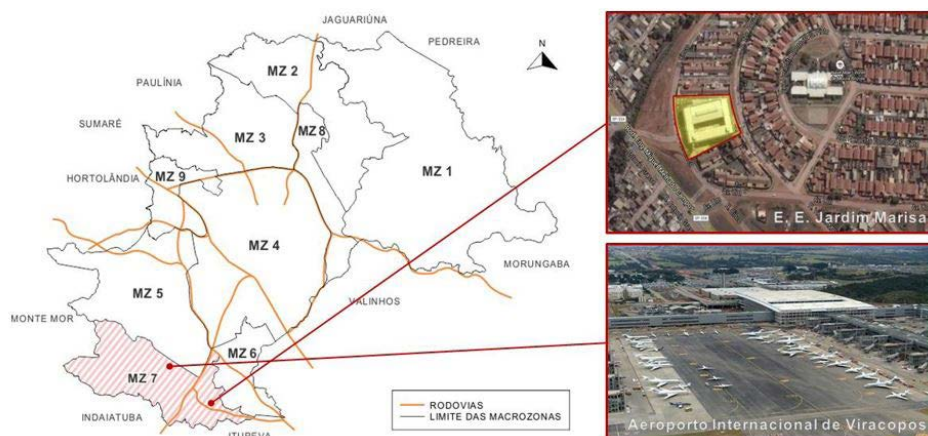 JAGUARIÚNA
PEDREIRA
N
MZ 2
PAULÍNIA
SUMARÉ
MZ 3
MZ 8
MZ 1
HORTOLÂNDIA
MZ 9
MZ 4
MORUNGABA
MZ 5
VALINHOS
MONTE MOR
MZ 6
MZ 7
INDAIATUBA
ITUPEVA
RODOVIAS
LIMITE DAS MACROZONAS
E. E. Jardim Marisa
Aeroporto Internacional de Viracopos